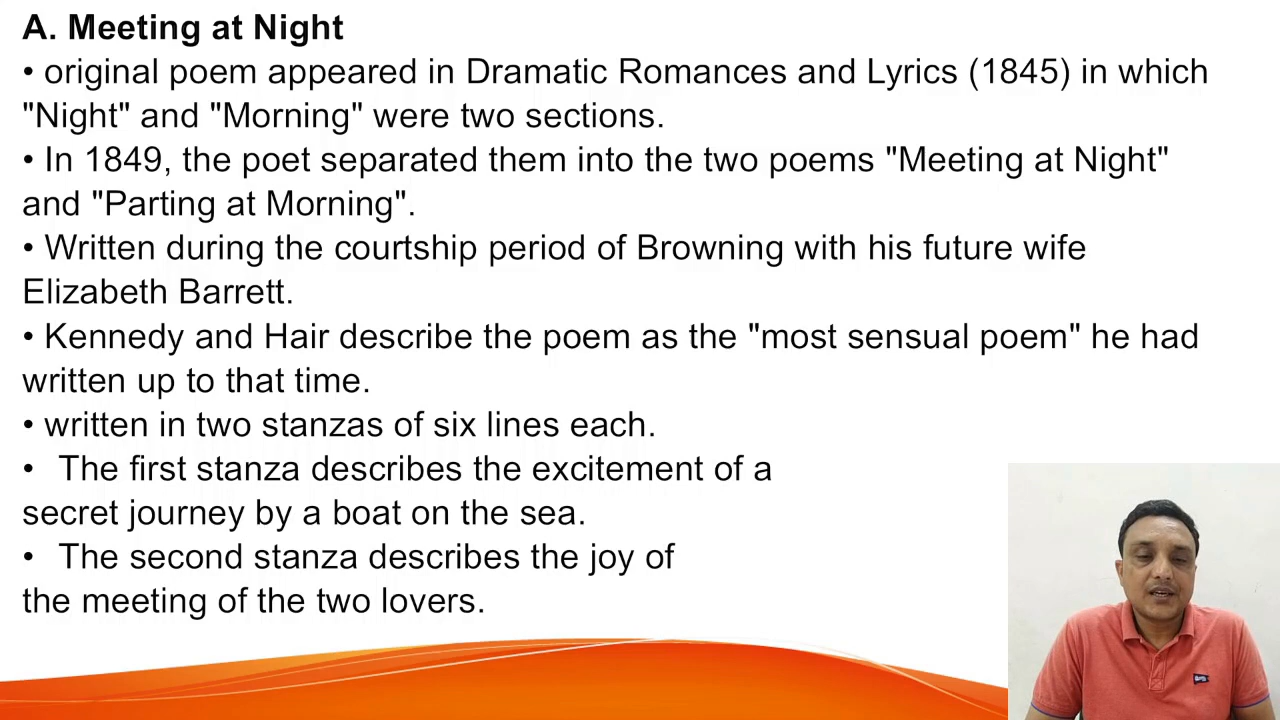 A. Meeting at Night
• original poem appeared in Dramatic Romances and Lyrics (1845) in which
"Night" and "Morning" were two sections.
• In 1849, the poet separated them into the two poems "Meeting at Night"
and "Parting at Morning".
• Written during the courtship period of Browning with his future wife
Elizabeth Barrett.
• Kennedy and Hair describe the poem as the "most sensual poem" he had
written up to that time.
• written in two stanzas of six lines each.
• The first stanza describes the excitement of a
secret journey by a boat on the sea.
• The second stanza describes the joy of
the meeting of the two lovers.